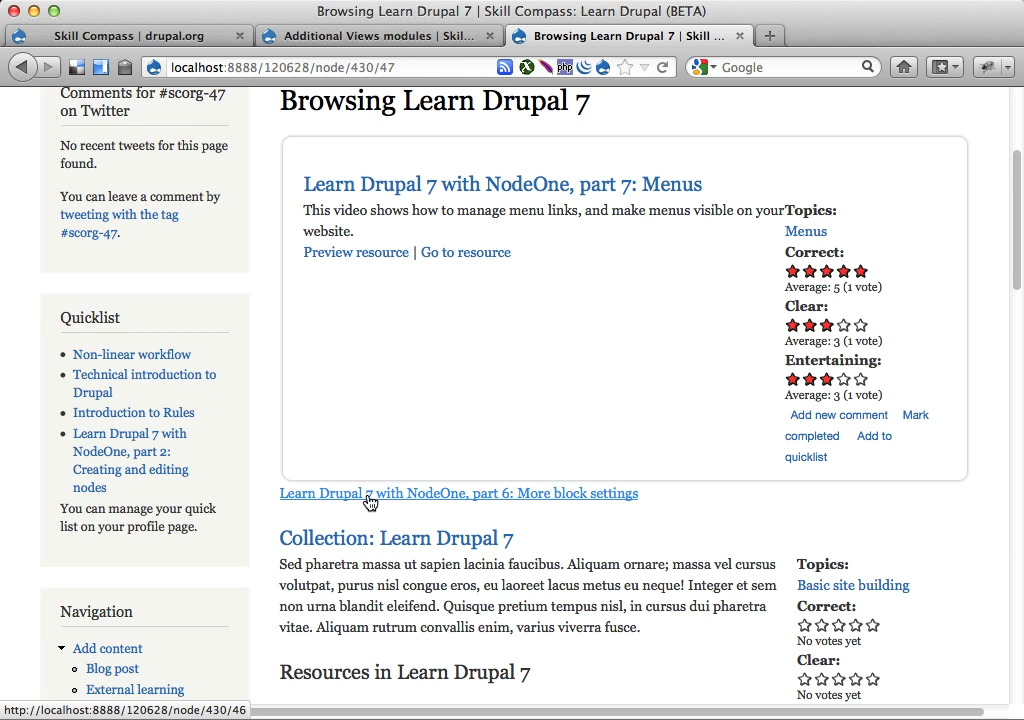 Browsing Learn Drupal 7 | Skill Compass: Learn Drupal (BETA)
Skill Compass | drupal.org
Additional Views modules | Skil...
Browsing Learn Drupal 7 | Skill ...
localhost:8888/120628/node/430/47
php
Google
Comments for #scorg-47
on Twitter
No recent tweets for this page
found.
You can leave a comment by
tweeting with the tag
#scorg-47.
Quicklist
Non-linear workflow
Technical introduction to
Drupal
Introduction to Rules
Learn Drupal 7 with
NodeOne, part 2:
Creating and editing
nodes
You can manage your quick
list on your profile page.
Navigation
Add content
Blog post
External learning
Browsing Learn Drupal 7
Learn Drupal 7 with NodeOne, part 7: Menus
This video shows how to manage menu links, and make menus visible on your
website.
Preview resource | Go to resource
Topics:
Menus
Correct:
Average: 5 (1 vote)
Clear:
Average: 3 (1 vote)
Entertaining:
Average: 3 (1 vote)
Add new comment Mark
completed Add to
quicklist
Learn Drupal 7 with NodeOne, part 6: More block settings
Collection: Learn Drupal 7
Sed pharetra massa ut sapien lacinia faucibus. Aliquam ornare; massa vel cursus
volutpat, purus nisl congue eros, eu laoreet lacus metus eu neque! Integer et sem
non urna blandit eleifend. Quisque pretium tempus nisl, in cursus dui pharetra
vitae. Aliquam rutrum convallis enim, varius viverra fusce.
Topics:
Basic site building
Correct:
No votes yet
Clear:
No votes yet
Resources in Learn Drupal 7
http://localhost:8888/120628/node/430/46